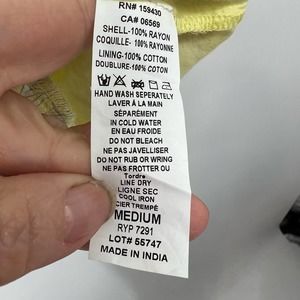 RN# 159430
CA# 06569
SHELL-100% RAYON
COQUILLE- 100% RAYONNE
LINING-100% COTTON
DOUBLURE-100% COTON
HAND WASH SEPERATELY
LAVER À LA MAIN
SÉPARÉMENT
IN COLD WATER
EN EAU FROIDE
DO NOT BLEACH
NE PAS JAVELLISER
DO NOT RUB OR WRING
NE PAS FROTTER OU
Tordre
LINE DRY
LIGNE SEC
COOL IRON
CIER TREMPÉ
MEDIUM
RYP 7291
LOT# 55747
MADE IN INDIA